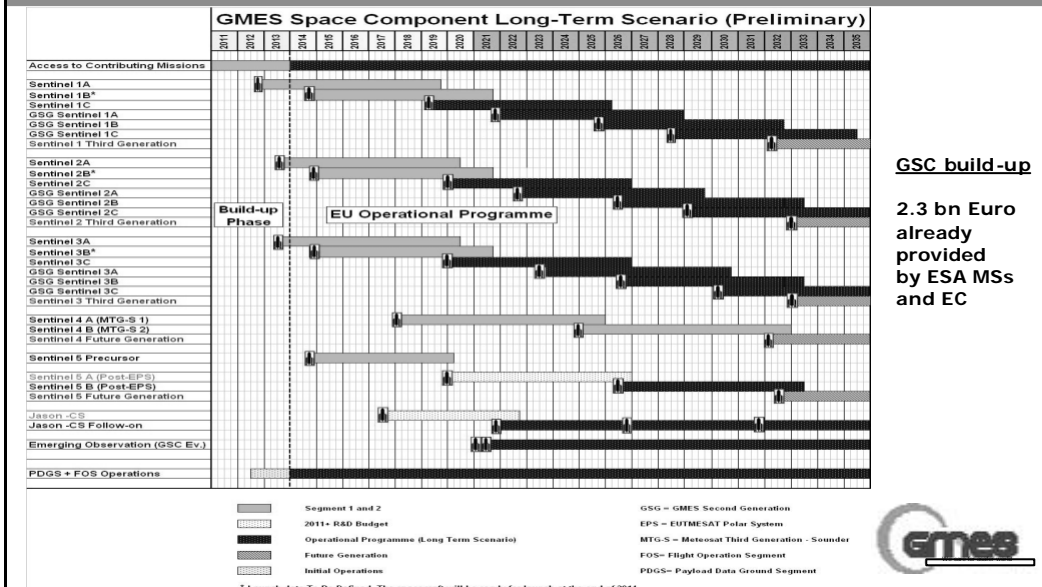 GMES Space Component Long-Term Scenario (Preliminary)
2011 2012 2013 2014 2015 2016 2017 2018 2019 2020 2021 2022 2023 2024 2025 2026 2027 2028 2029 2030 2031 2032 2033 2034 2035
Access to Contributing Missions
Sentinel 1A
Sentinel 1B*
Sentinel 1C
GSG Sentinel 1A
GSG Sentinel 1B
GSG Sentinel 1C
Sentinel 1 Third Generation
Sentinel 2A
Sentinel 2B*
Sentinel 2C
GSG Sentinel 2A
GSG Sentinel 2B
GSG Sentinel 2C
Sentinel 2 Third Generation
Build-up
Phase
EU Operational Programme
Sentinel 3A
Sentinel 3B*
Sentinel 3C
GSG Sentinel 3A
GSG Sentinel 3B
GSG Sentinel 3C
Sentinel 3 Third Generation
Sentinel 4 A (MTG-S 1)
Sentinel 4 B (MTG-S 2)
Sentinel 4 Future Generation
Sentinel 5 Precursor
Sentinel 5 A (Post-EPS)
Sentinel 5 B (Post-EPS)
Sentinel 5 Future Generation
Jason -CS
Jason -CS Follow-on
Emerging Observation (GSC Ev.)
PDGS + FOS Operations
Segment 1 and 2
2011+ R&D Budget
Operational Programme (Long Term Scenario)
Future Generation
Initial Operations
GSG = GMES Second Generation
EPS = EUTMESAT Polar System
MTG-S = Meteosat Third Generation - Sounder
FOS= Flight Operation Segment
PDGS= Payload Data Ground Segment
GSC build-up
2.3 bn Euro
already
provided
by ESA MSs
and EC
gmes